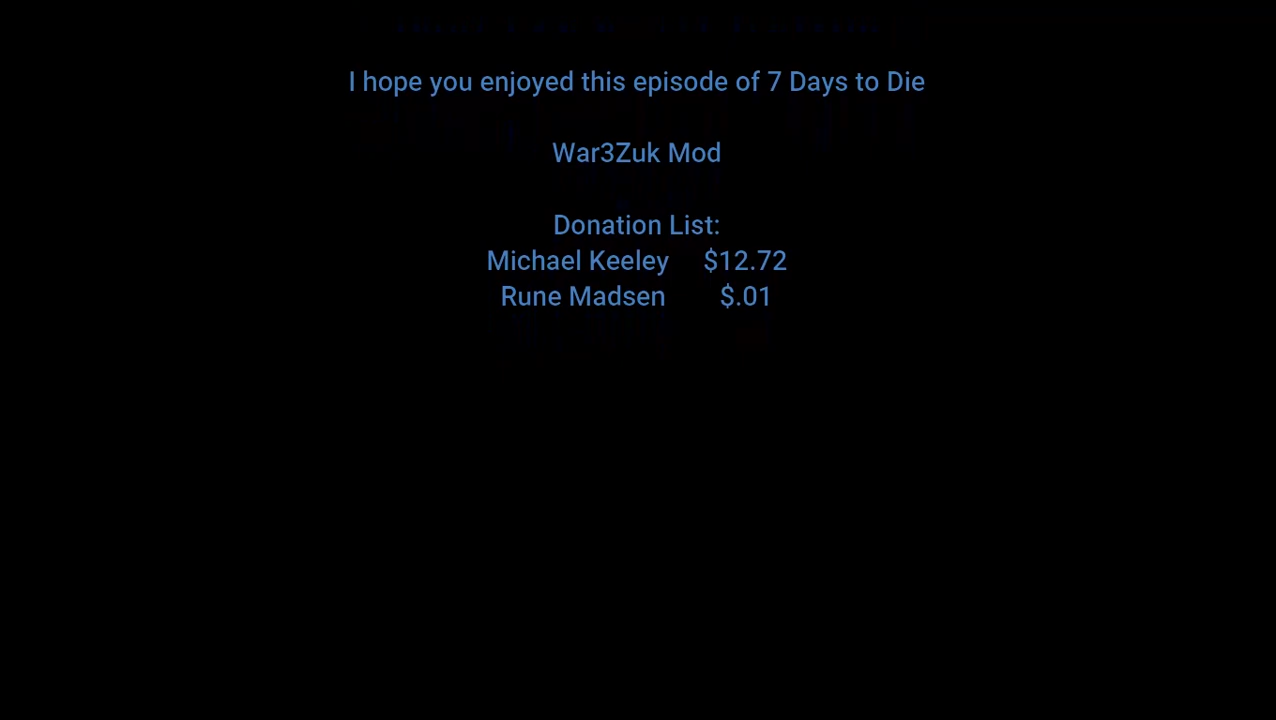 I hope you enjoyed this episode of 7 Days to Die
War3Zuk Mod
Donation List:
Michael Keeley $12.72
Rune Madsen $.01